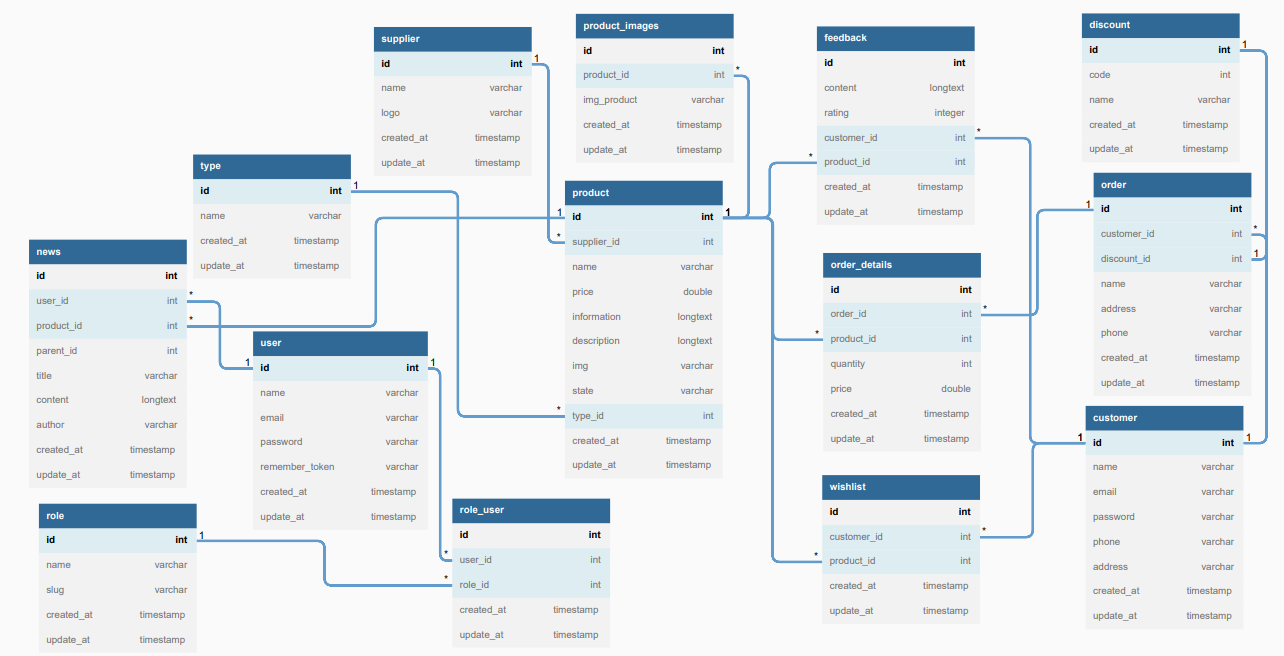 supplier
id int
name varchar
logo varchar
created_at timestamp
update_at timestamp
1
product_images
id int
product_id int
img_product varchar
created_at timestamp
update_at timestamp
*
feedback
id int
content longtext
rating integer
customer_id int
product_id int
created_at timestamp
update_at timestamp
*
*
discount
id int
code int
name varchar
created_at timestamp
update_at timestamp
1
type
id int
name varchar
created_at timestamp
update_at timestamp
1
product
id int
supplier_id int
name varchar
price double
information longtext
description longtext
img varchar
state varchar
type_id int
created_at timestamp
update_at timestamp
1
*
*
1
order
id int
customer_id int
discount_id int
name varchar
address varchar
phone varchar
created_at timestamp
update_at timestamp
1
*
1
news
id int
user_id int
product_id int
parent_id int
title varchar
content longtext
author varchar
created_at timestamp
update_at timestamp
*
*
user
id int
name varchar
email varchar
password varchar
remember_token varchar
created_at timestamp
update_at timestamp
1
1
order_details
id int
order_id int
product_id int
quantity int
price double
created_at timestamp
update_at timestamp
*
*
customer
id int
name varchar
email varchar
password varchar
phone varchar
address varchar
created_at timestamp
update_at timestamp
1
1
role
id int
name varchar
slug varchar
created_at timestamp
update_at timestamp
1
role_user
id int
user_id int
role_id int
created_at timestamp
update_at timestamp
*
*
wishlist
id int
customer_id int
product_id int
created_at timestamp
update_at timestamp
*
*